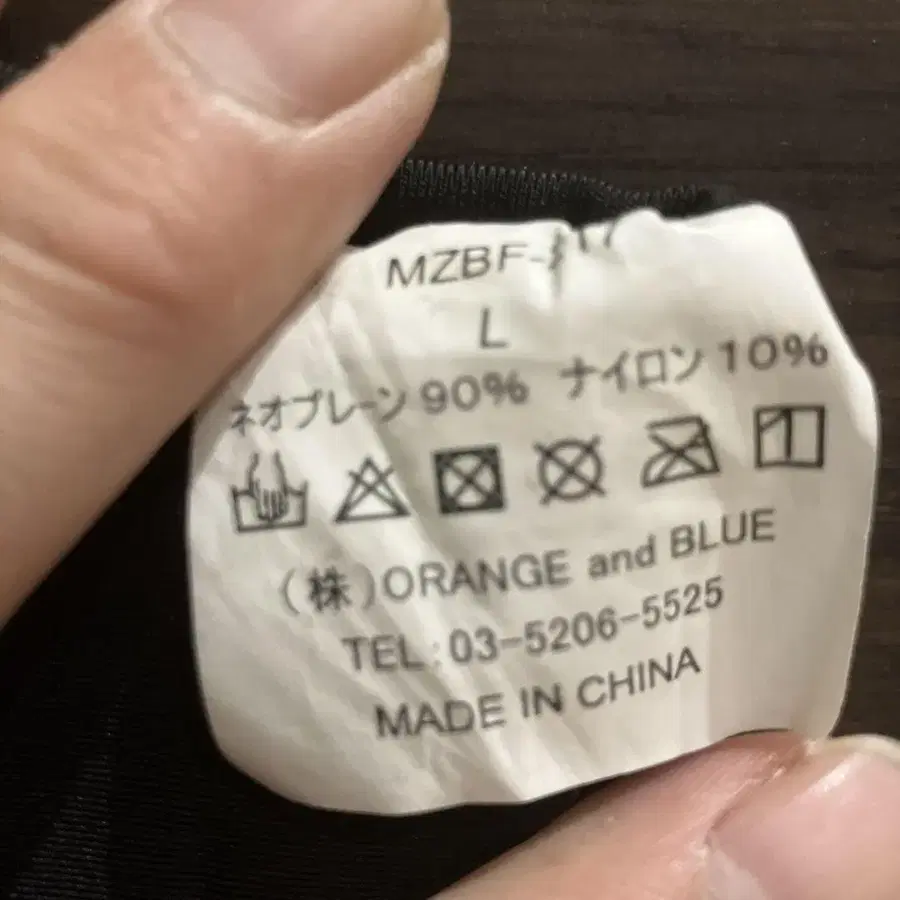 MZBF-
L
ネオプレーン 90% ナイロン 10%
(株)ORANGE and BLUE
TEL:03-5206-5525
MADE IN CHINA